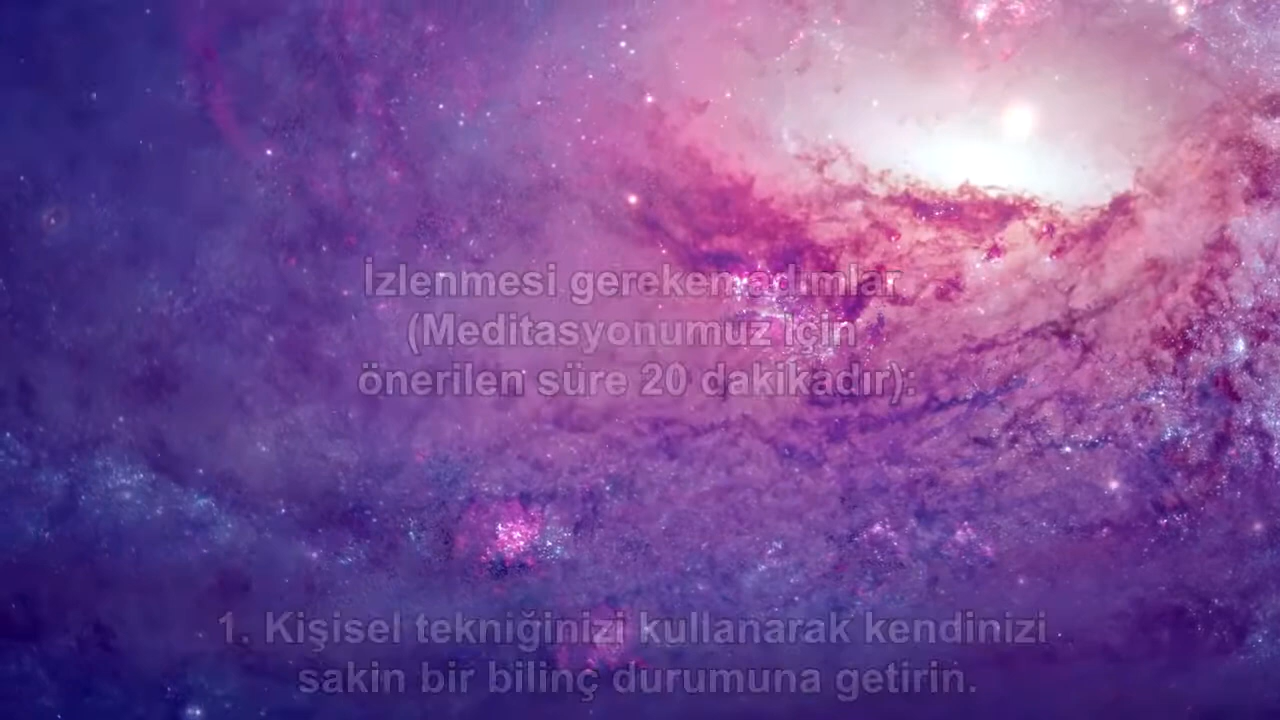 İzlenmesi gereken adımlar
(Meditasyonumuz için
önerilen süre 20 dakikadır):
1. Kişisel tekniğinizi kullanarak kendinizi
sakin bir bilinç durumuna getirin.